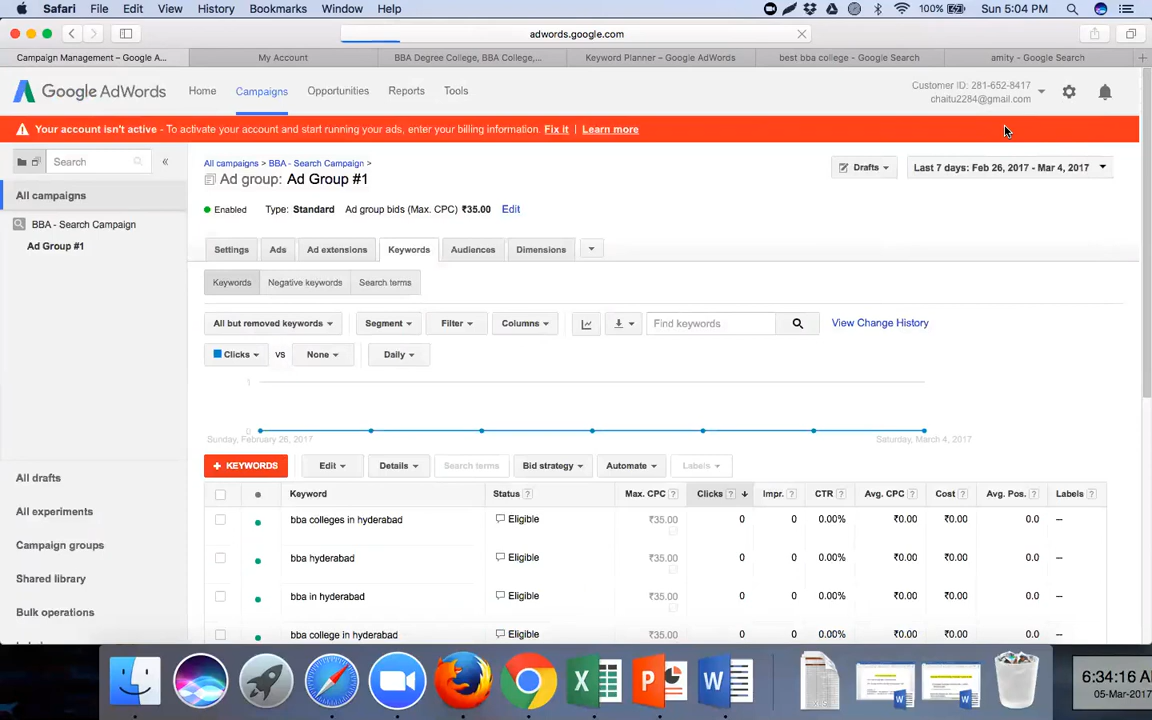 Safari File Edit View History Bookmarks Window Help 100% Sun 5:04 PM
adwords.google.com
Campaign Management – Google A... My Account BBA Degree College, BBA College,... Keyword Planner – Google AdWords best bba college - Google Search amity - Google Search
Google AdWords Home Campaigns Opportunities Reports Tools Customer ID: 281-652-8417
chaitu2284@gmail.com
Your account isn't active - To activate your account and start running your ads, enter your billing information. Fix it | Learn more
Search «
All campaigns > BBA - Search Campaign >
Ad group: Ad Group #1
Drafts Last 7 days: Feb 26, 2017 - Mar 4, 2017
All campaigns
BBA - Search Campaign
Ad Group #1
Enabled Type: Standard Ad group bids (Max. CPC) ₹35.00 Edit
Settings Ads Ad extensions Keywords Audiences Dimensions
Keywords Negative keywords Search terms
All but removed keywords Segment Filter Columns Find keywords View Change History
Clicks VS None Daily
1
0
Sunday, February 26, 2017 Saturday, March 4, 2017
+ KEYWORDS Edit Details Search terms Bid strategy Automate Labels
Keyword Status ? Max. CPC ? Clicks ? Impr. ? CTR ? Avg. CPC ? Cost ? Avg. Pos. ? Labels ?
bba colleges in hyderabad Eligible ₹35.00 0 0 0.00% ₹0.00 ₹0.00 0.0 --
bba hyderabad Eligible ₹35.00 0 0 0.00% ₹0.00 ₹0.00 0.0 --
bba in hyderabad Eligible ₹35.00 0 0 0.00% ₹0.00 ₹0.00 0.0 --
bba college in hyderabad Eligible ₹35.00 0 0 0.00% ₹0.00 ₹0.00 0.0 --
All drafts
All experiments
Campaign groups
Shared library
Bulk operations
6:34:16 A
05-Mar-2017